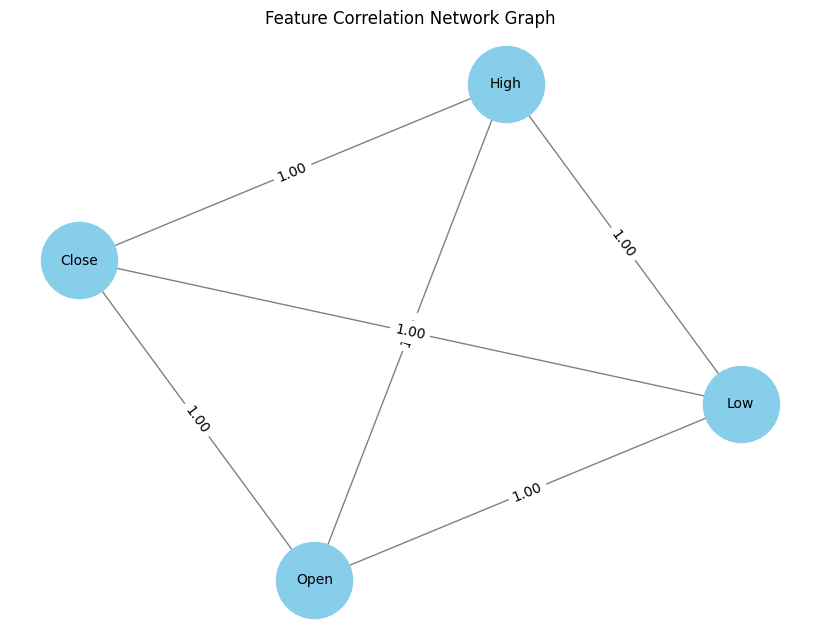 Feature Correlation Network Graph
High
1.00
Close
1.00
1.00
Low
1.00
1.00
Open